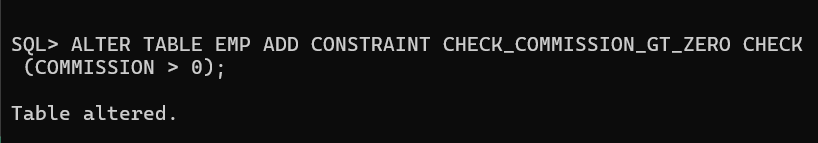 SQL> ALTER TABLE EMP ADD CONSTRAINT CHECK_COMMISSION_GT_ZERO CHECK
(COMMISSION > 0);
Table altered.